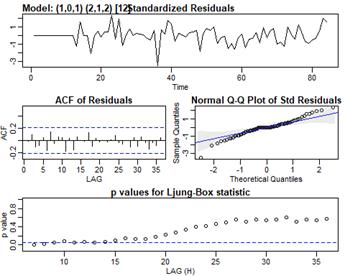 Model: (1,0,1) (2,1,2) [12] Standardized Residuals
-3 -1 1
0 20 40 60 80
Time
ACF of Residuals
ACF
-0.2 0.2
0 5 10 15 20 25 30 35
LAG
Normal Q-Q Plot of Std Residuals
Sample Quantiles
-3 -1 1
-2 -1 0 1 2
Theoretical Quantiles
p values for Ljung-Box statistic
p value
0.0 0.4 0.8
10 15 20 25 30 35
LAG (H)